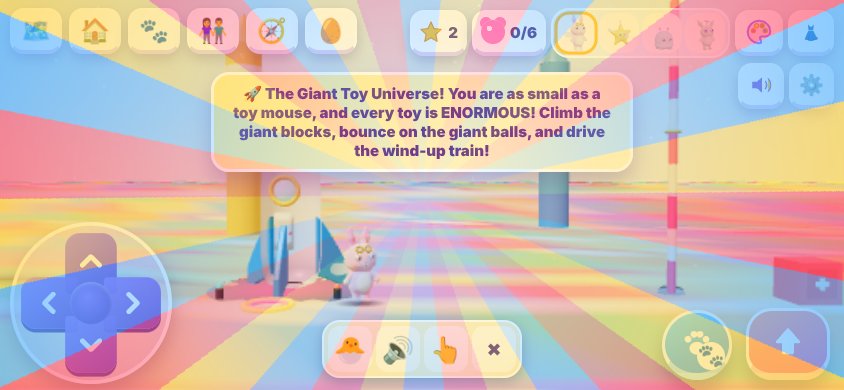 2
0/6
🚀 The Giant Toy Universe! You are as small as a
toy mouse, and every toy is ENORMOUS! Climb the
giant blocks, bounce on the giant balls, and drive
the wind-up train!